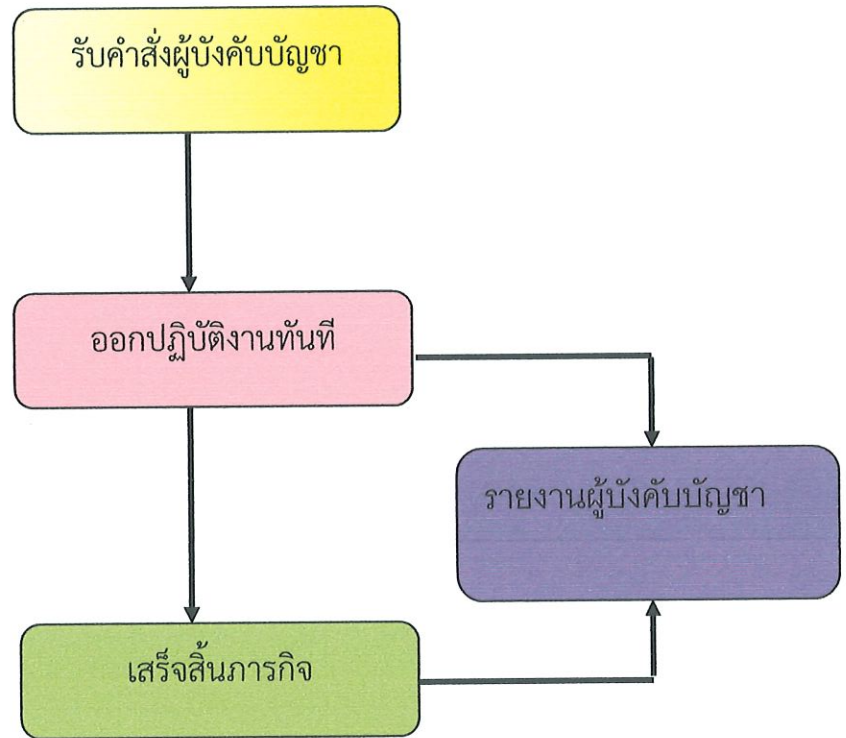 รับคำสั่งผู้บังคับบัญชา
ออกปฏิบัติงานทันที
รายงานผู้บังคับบัญชา
เสร็จสิ้นภารกิจ